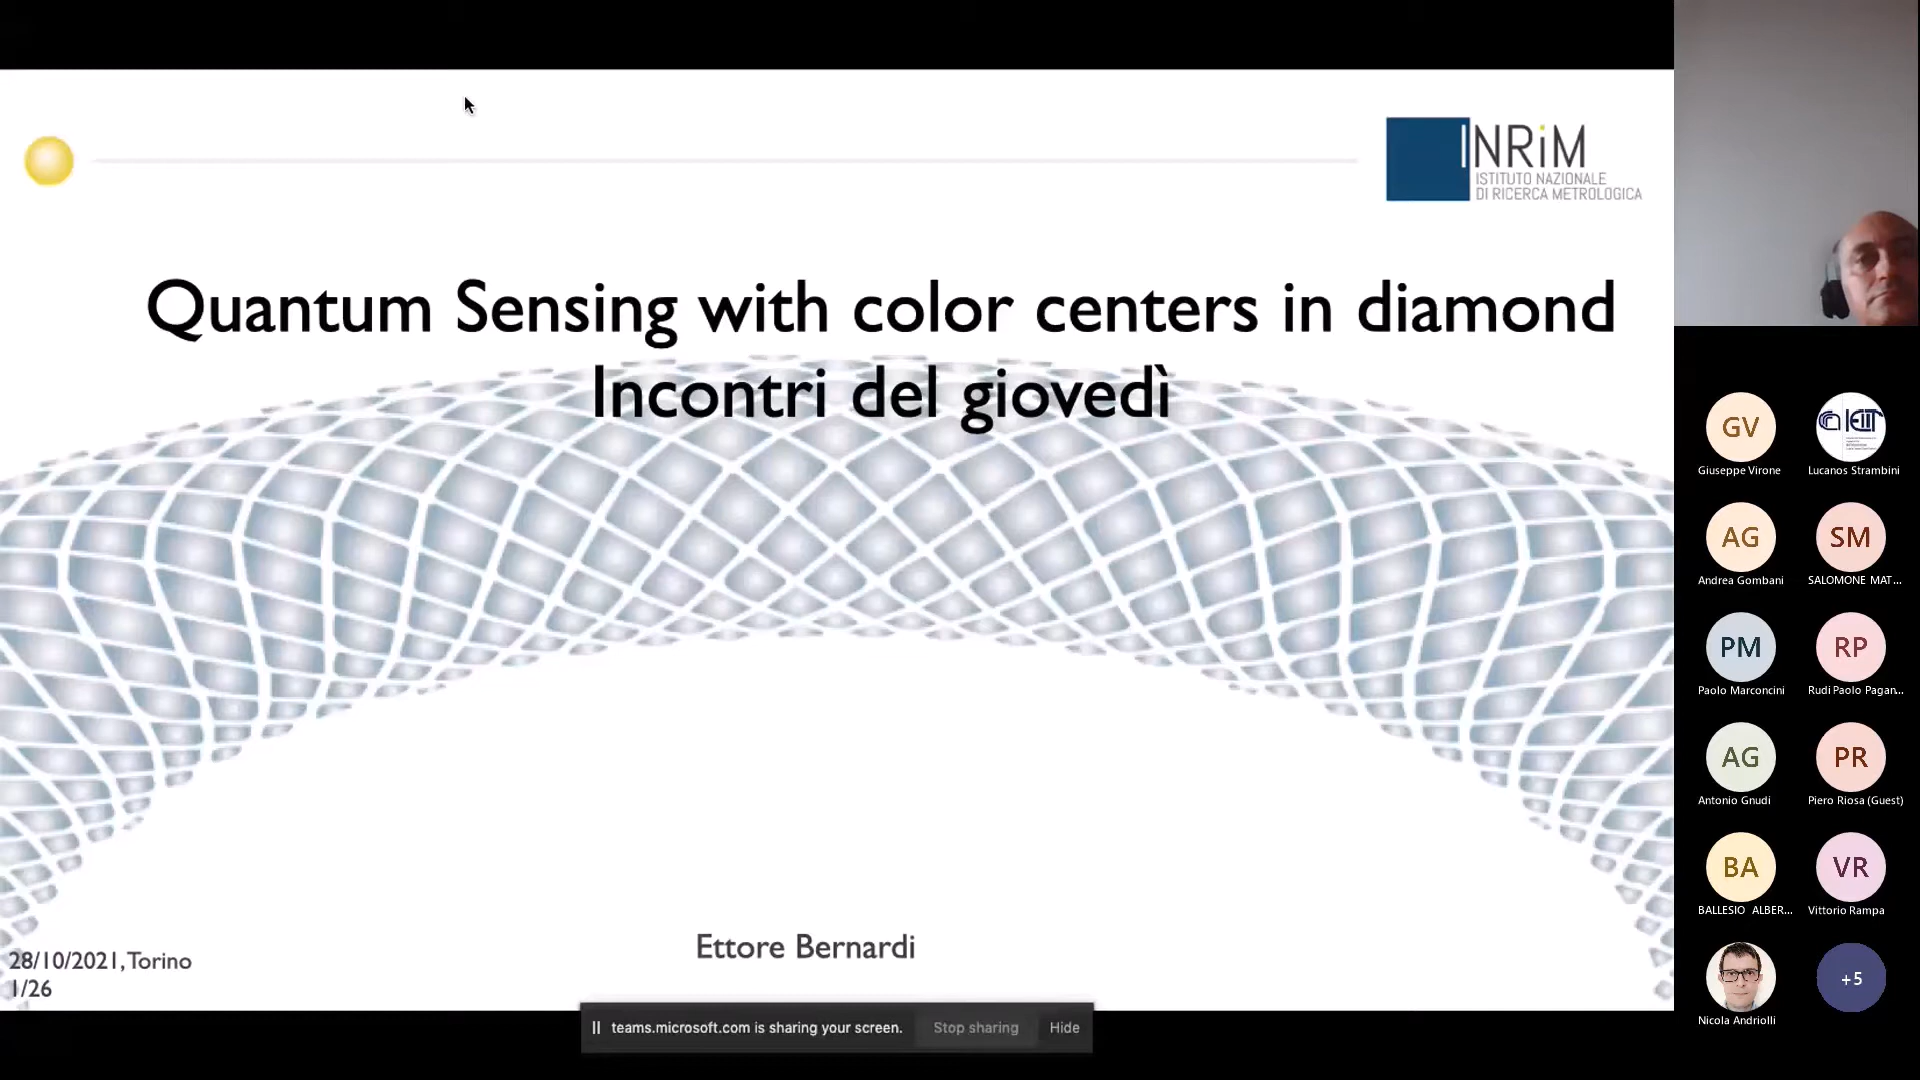 INRiM
ISTITUTO NAZIONALE
DI RICERCA METROLOGICA
Quantum Sensing with color centers in diamond
Incontri del giovedì
Ettore Bernardi
28/10/2021, Torino
1/26
teams.microsoft.com is sharing your screen.
Stop sharing
Hide
GV
Giuseppe Virone
IEIIT
Lucanos Strambini
AG
Andrea Gombani
SM
SALOMONE MAT...
PM
Paolo Marconcini
RP
Rudi Paolo Pagan...
AG
Antonio Gnudi
PR
Piero Riosa (Guest)
BA
BALLESIO ALBER...
VR
Vittorio Rampa
Nicola Andriolli
+5